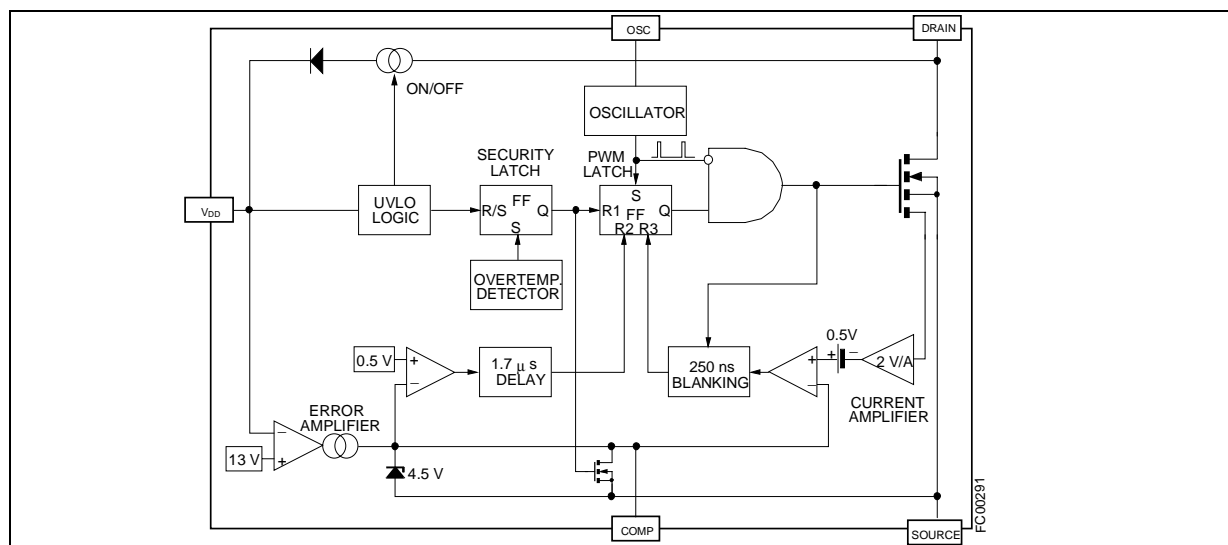 OSC
DRAIN
ON/OFF
OSCILLATOR
SECURITY
LATCH
PWM
LATCH
VDD
UVLO
LOGIC
R/S
FF
S
Q
R1
S
FF
R2 R3
Q
OVERTEMP.
DETECTOR
0.5 V
+
−
1.7 μ s
DELAY
250 ns
BLANKING
+
−
0.5V
+
−
2 V/A
CURRENT
AMPLIFIER
ERROR
AMPLIFIER
13 V
−
+
4.5 V
COMP
SOURCE
FC00291